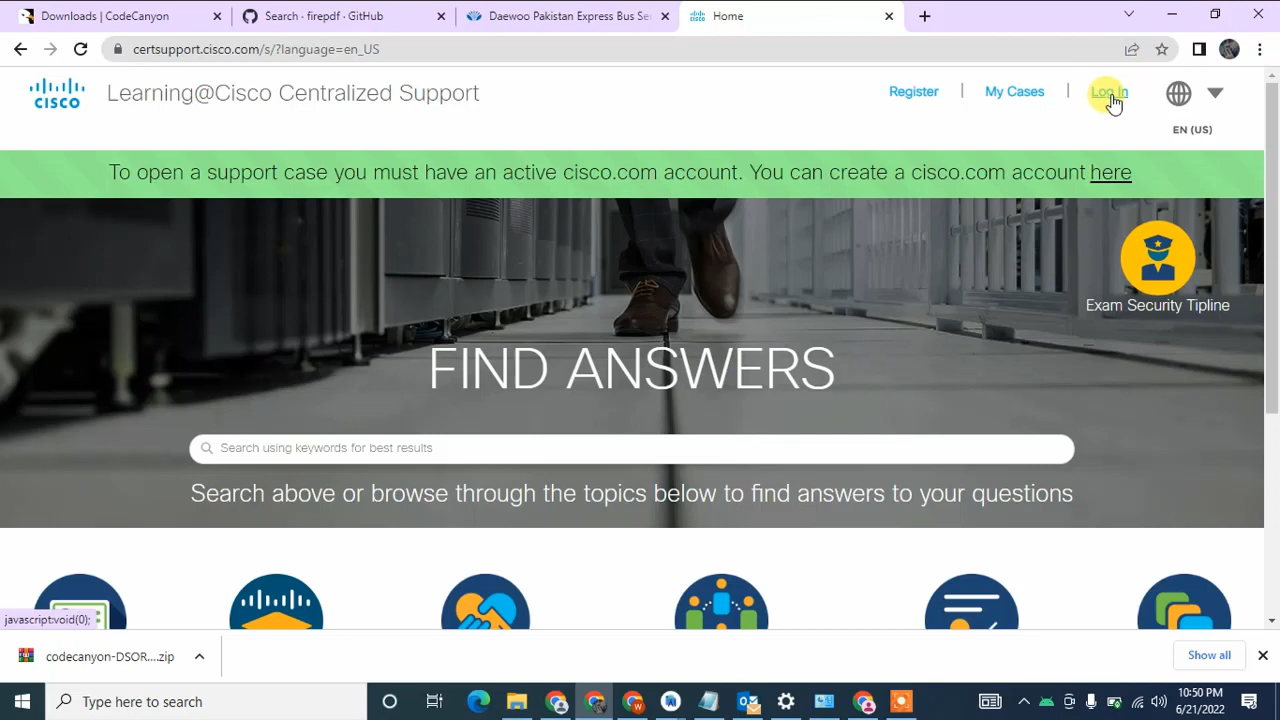 Downloads | CodeCanyon
Search · firepdf · GitHub
Daewoo Pakistan Express Bus Se
Home
certsupport.cisco.com/s/?language=en_US
CISCO
Learning@Cisco Centralized Support
Register | My Cases | Log In
EN (US)
To open a support case you must have an active cisco.com account. You can create a cisco.com account here
Exam Security Tipline
FIND ANSWERS
Search using keywords for best results
Search above or browse through the topics below to find answers to your questions
javascript:void(0);
codecanyon-DSOR....zip
Show all
Type here to search
10:50 PM
6/21/2022